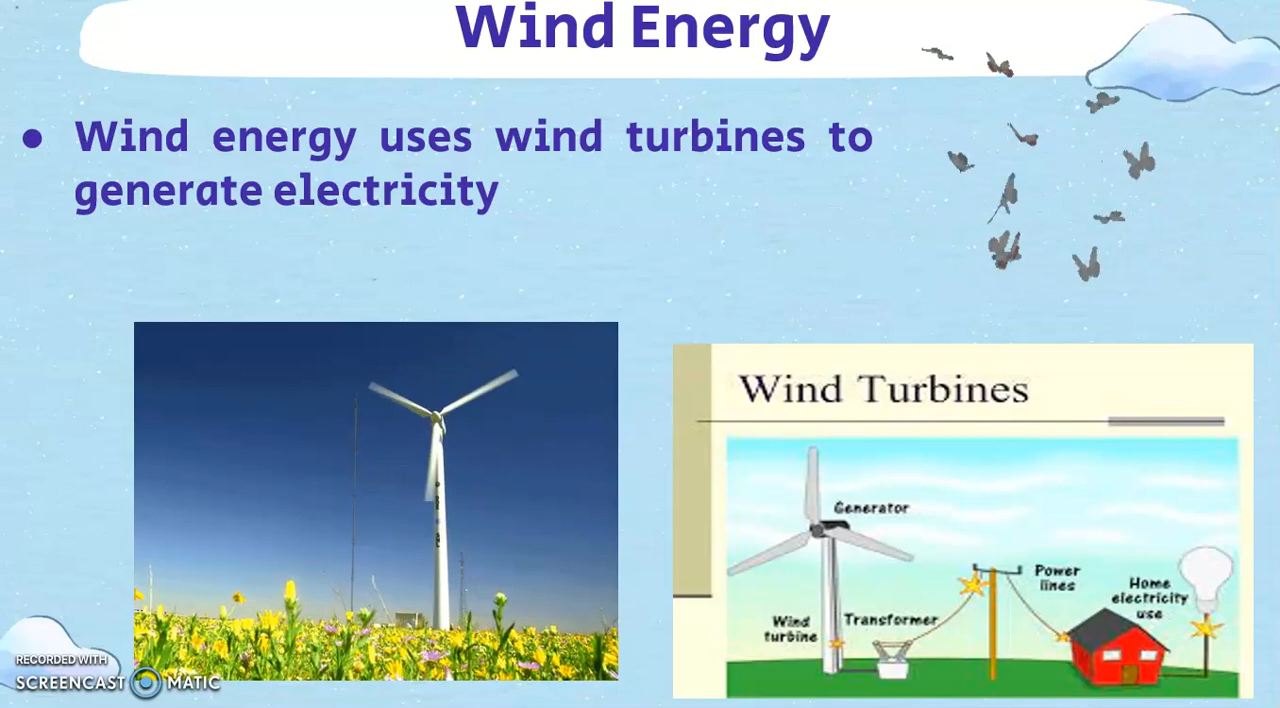 Wind Energy
● Wind energy uses wind turbines to
generate electricity
Wind Turbines
Generator
Power
lines
Home
electricity
use
Wind
turbine
Transformer
RECORDED WITH
SCREENCAST MATIC